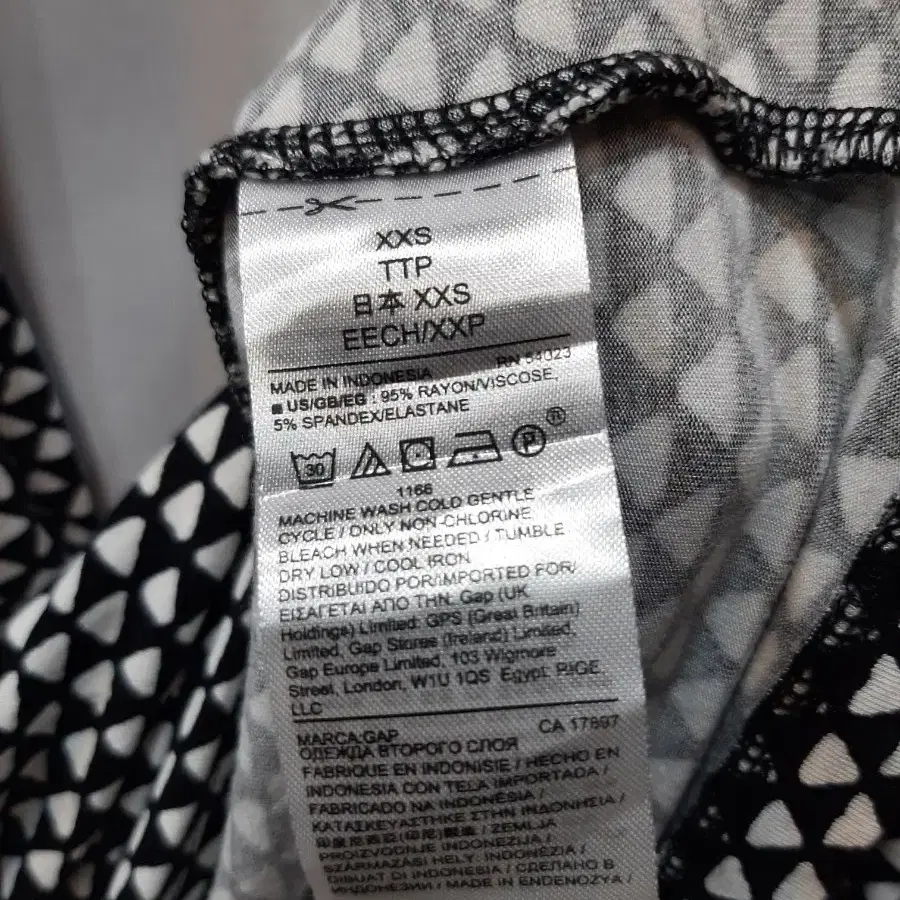 XXS
TTP
日本 XXS
EECH/XXP
MADE IN INDONESIA RN 54023
■ US/GB/EG : 95% RAYON/VISCOSE,
5% SPANDEX/ELASTANE
30 P ®
1166
MACHINE WASH COLD GENTLE
CYCLE / ONLY NON-CHLORINE
BLEACH WHEN NEEDED / TUMBLE
DRY LOW / COOL IRON
DISTRIBUIDO POR/IMPORTED FOR/
ΕΙΣΑΓΕΤΑΙ ΑΠΟ ΤΗΝ: Gap (UK
Holdings) Limited: GPS (Great Britain)
Limited, Gap Stores (Ireland) Limited,
Gap Europe Limited, 103 Wigmore
Street, London, W1U 1QS Egypt: RIGE,
LLC
MARCA:GAP CA 17897
ОДЕЖДА ВТОРОГО СЛОЯ
FABRIQUE EN INDONISIE / HECHO EN
INDONESIA CON TELA IMPORTADA /
FABRICADO NA INDONÉSIA /
ΚΑΤΑΣΚΕΥΑΣΤΗΚΕ ΣΤΗΝ ΙΝΔΟΝΗΣΙΑ /
/ ZEMLJA
PROIZVODNJE INDONEZIJA /
SZÁRMAZÁSI HELY: INDONÉZIA /
DIBUAT DI INDONESIA / СДЕЛАНО В
ИНДОНЕЗИИ / MADE IN ENDONEZYA /